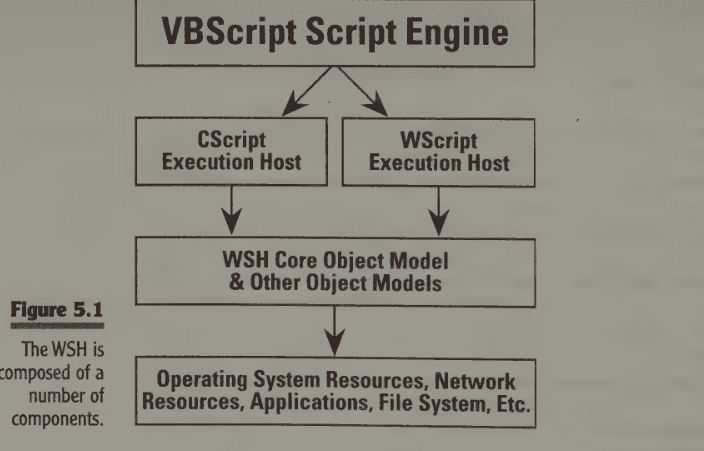 VBScript Script Engine
CScript
Execution Host
WScript
Execution Host
WSH Core Object Model
& Other Object Models
Operating System Resources, Network
Resources, Applications, File System, Etc.
Figure 5.1
The WSH is
composed of a
number of
components.